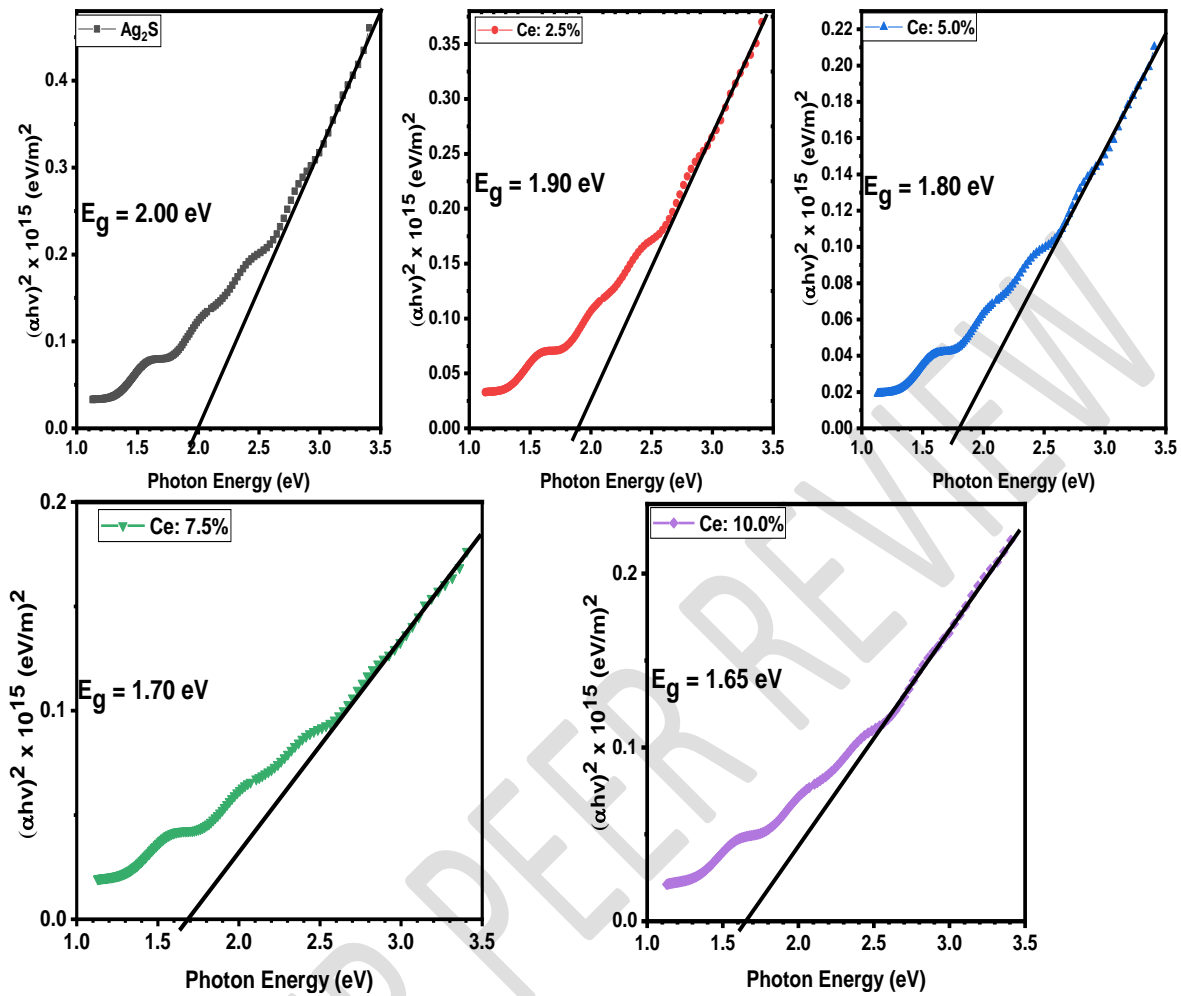 Ag2S
(αhν)2 x 1015 (eV/m)2
Eg = 2.00 eV
0.4
0.3
0.2
0.1
0.0
1.0 1.5 2.0 2.5 3.0 3.5
Photon Energy (eV)
Ce: 2.5%
(αhν)2 x 1015 (eV/m)2
Eg = 1.90 eV
0.35
0.30
0.25
0.20
0.15
0.10
0.05
0.00
1.0 1.5 2.0 2.5 3.0 3.5
Photon Energy (eV)
Ce: 5.0%
(αhν)2 x 1015 (eV/m)2
Eg = 1.80 eV
0.22
0.20
0.18
0.16
0.14
0.12
0.10
0.08
0.06
0.04
0.02
0.00
1.0 1.5 2.0 2.5 3.0 3.5
Photon Energy (eV)
Ce: 7.5%
(αhν)2 x 1015 (eV/m)2
Eg = 1.70 eV
0.2
0.1
0.0
1.0 1.5 2.0 2.5 3.0 3.5
Photon Energy (eV)
Ce: 10.0%
(αhν)2 x 1015 (eV/m)2
Eg = 1.65 eV
0.2
0.1
0.0
1.0 1.5 2.0 2.5 3.0 3.5
Photon Energy (eV)
PEER REVIEW